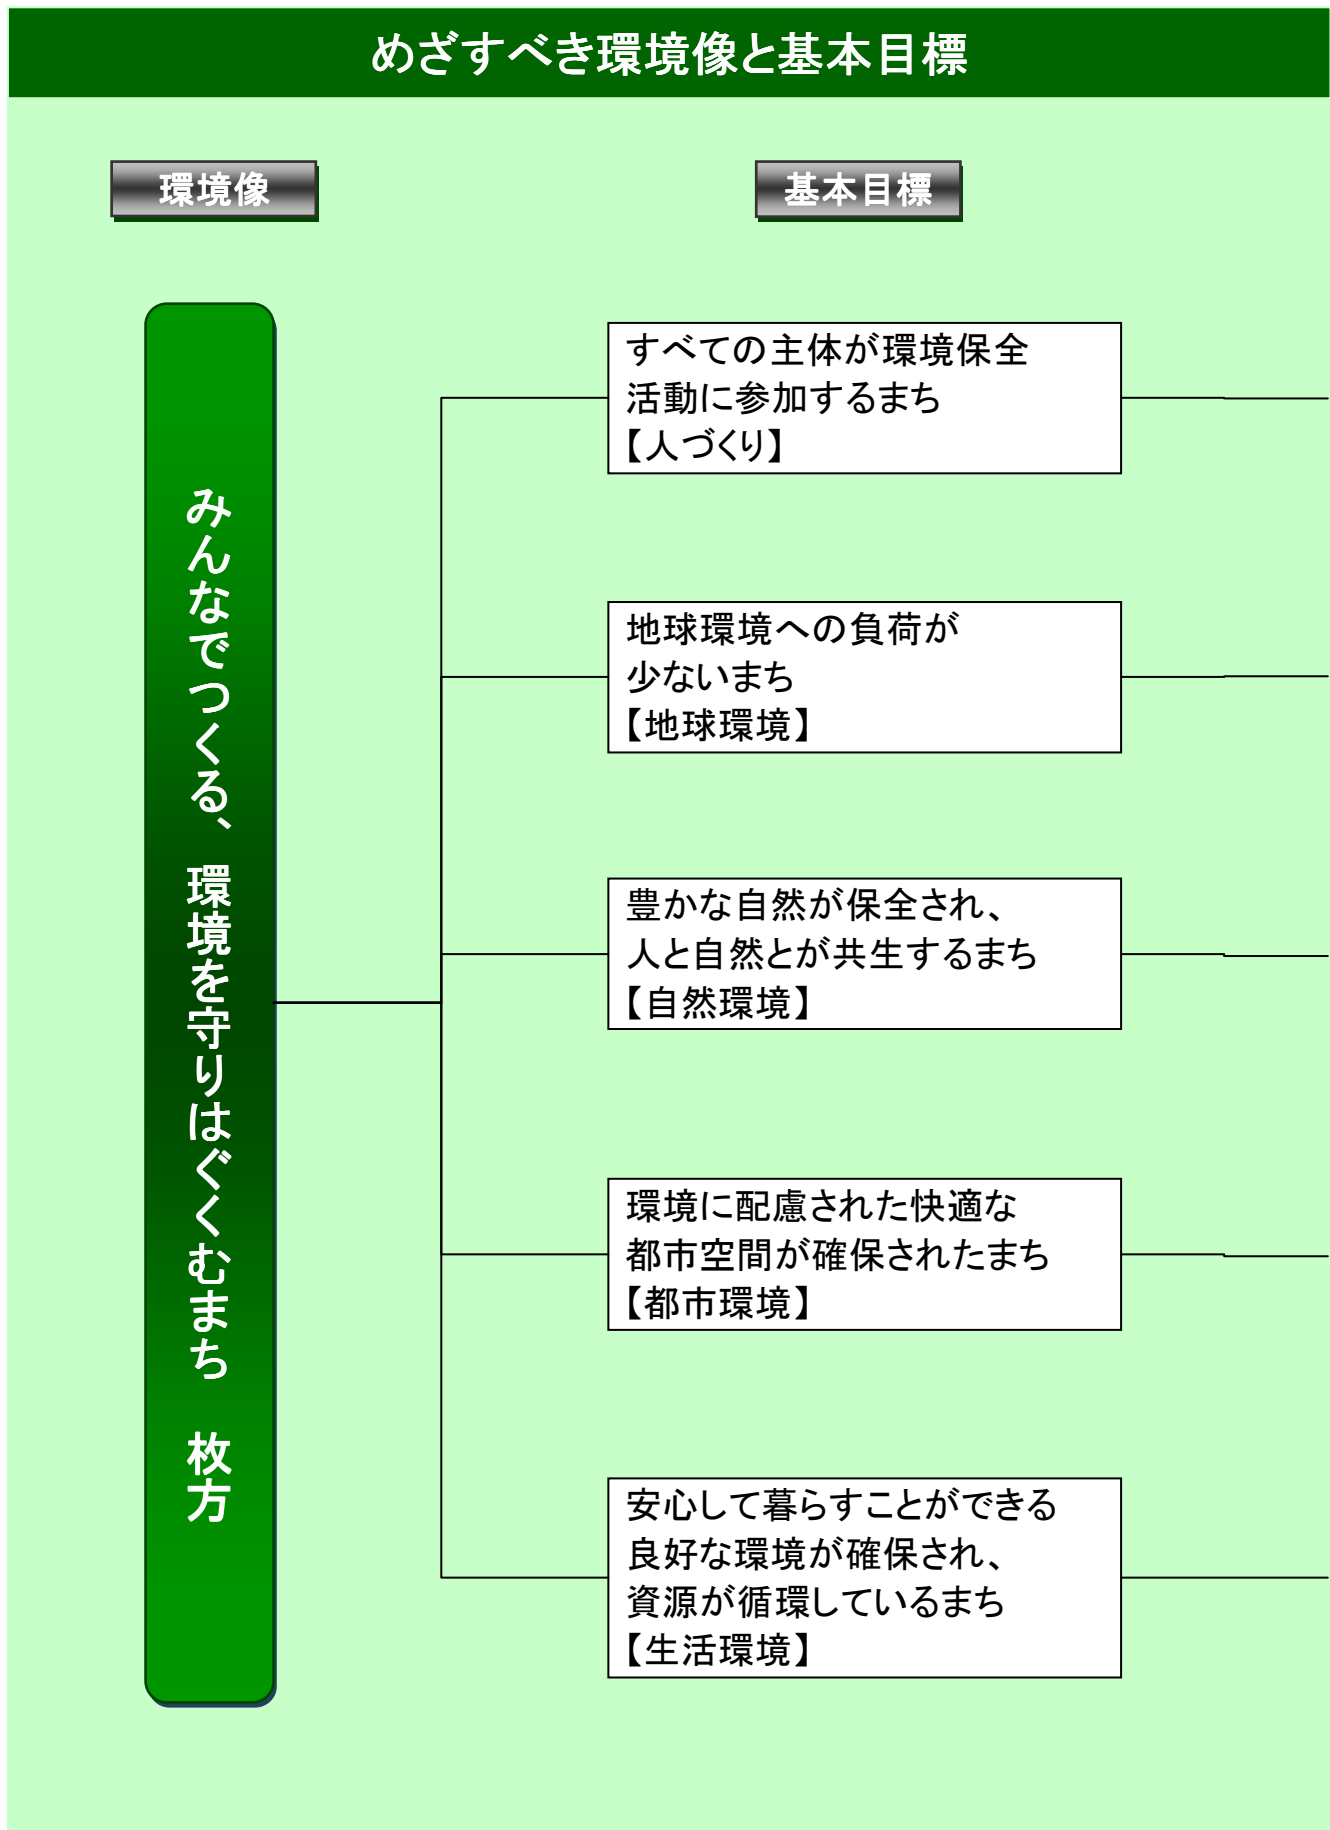 めざすべき環境像と基本目標
環境像
基本目標
みんなでつくる、環境を守りはぐくむまち　枚方
すべての主体が環境保全
活動に参加するまち
【人づくり】
地球環境への負荷が
少ないまち
【地球環境】
豊かな自然が保全され、
人と自然とが共生するまち
【自然環境】
環境に配慮された快適な
都市空間が確保されたまち
【都市環境】
安心して暮らすことができる
良好な環境が確保され、
資源が循環しているまち
【生活環境】